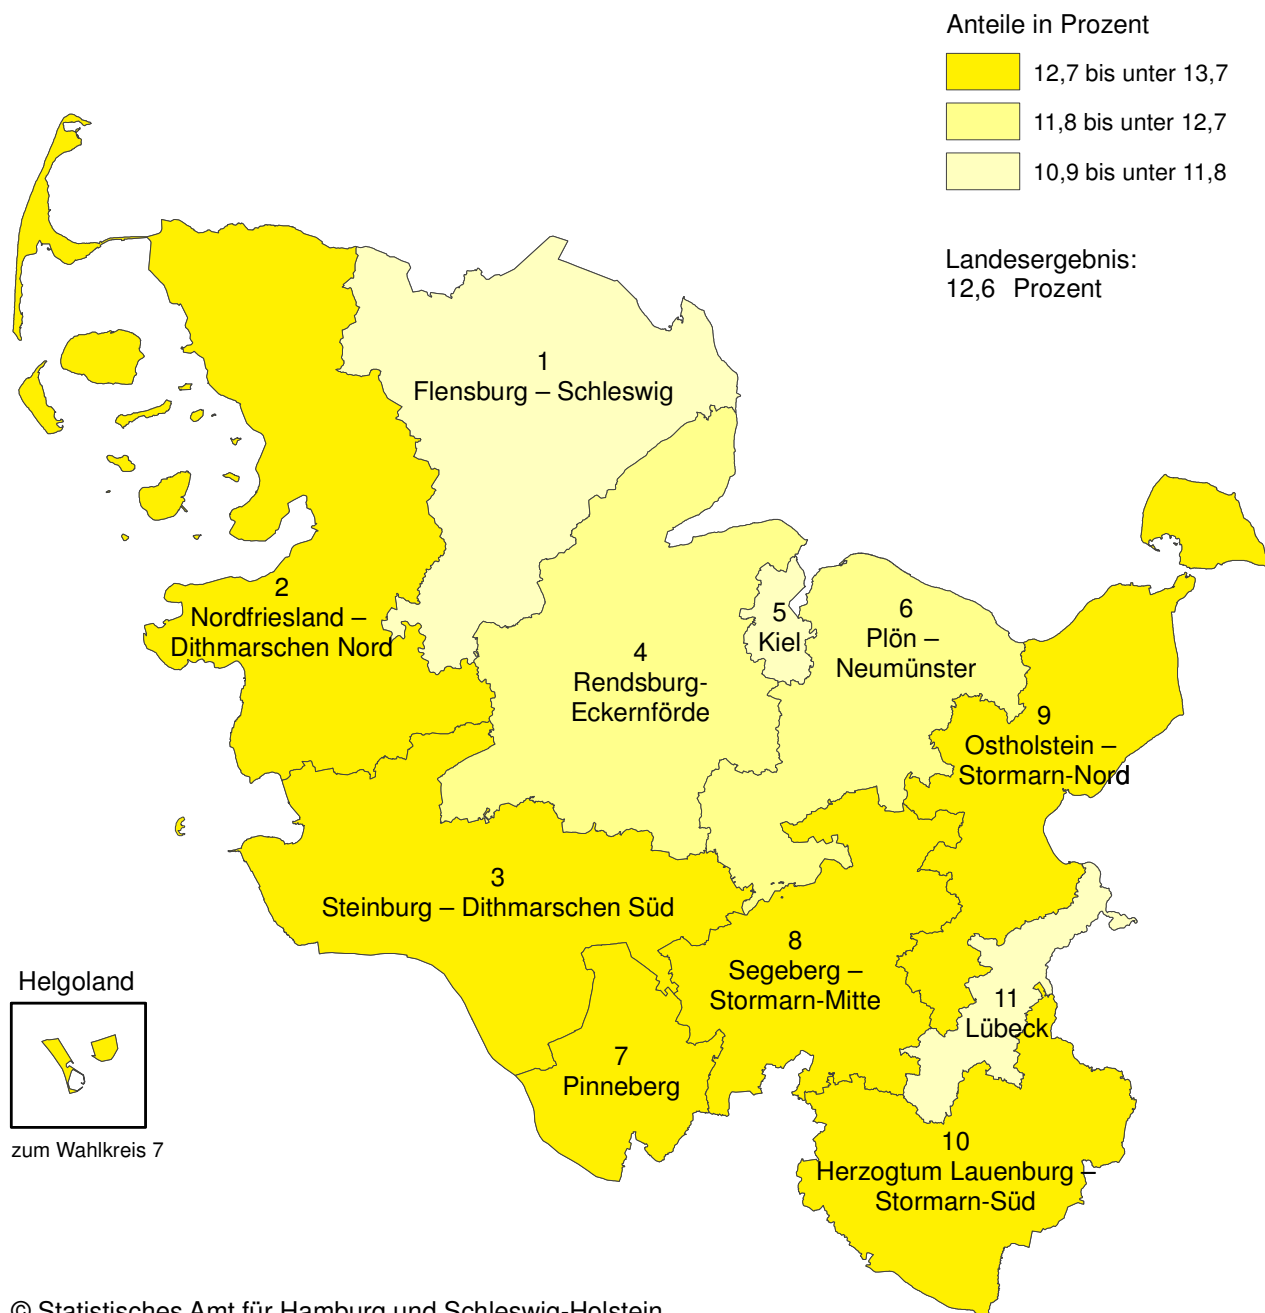 Anteile in Prozent
12,7 bis unter 13,7
11,8 bis unter 12,7
10,9 bis unter 11,8
Landesergebnis:
12,6 Prozent
1
Flensburg – Schleswig
2
Nordfriesland –
Dithmarschen Nord
4
Rendsburg-
Eckernförde
5
Kiel
6
Plön –
Neumünster
9
Ostholstein –
Stormarn-Nord
3
Steinburg – Dithmarschen Süd
8
Segeberg –
Stormarn-Mitte
11
Lübeck
7
Pinneberg
10
Herzogtum Lauenburg –
Stormarn-Süd
Helgoland
zum Wahlkreis 7
© Statistisches Amt für Hamburg und Schleswig-Holstein